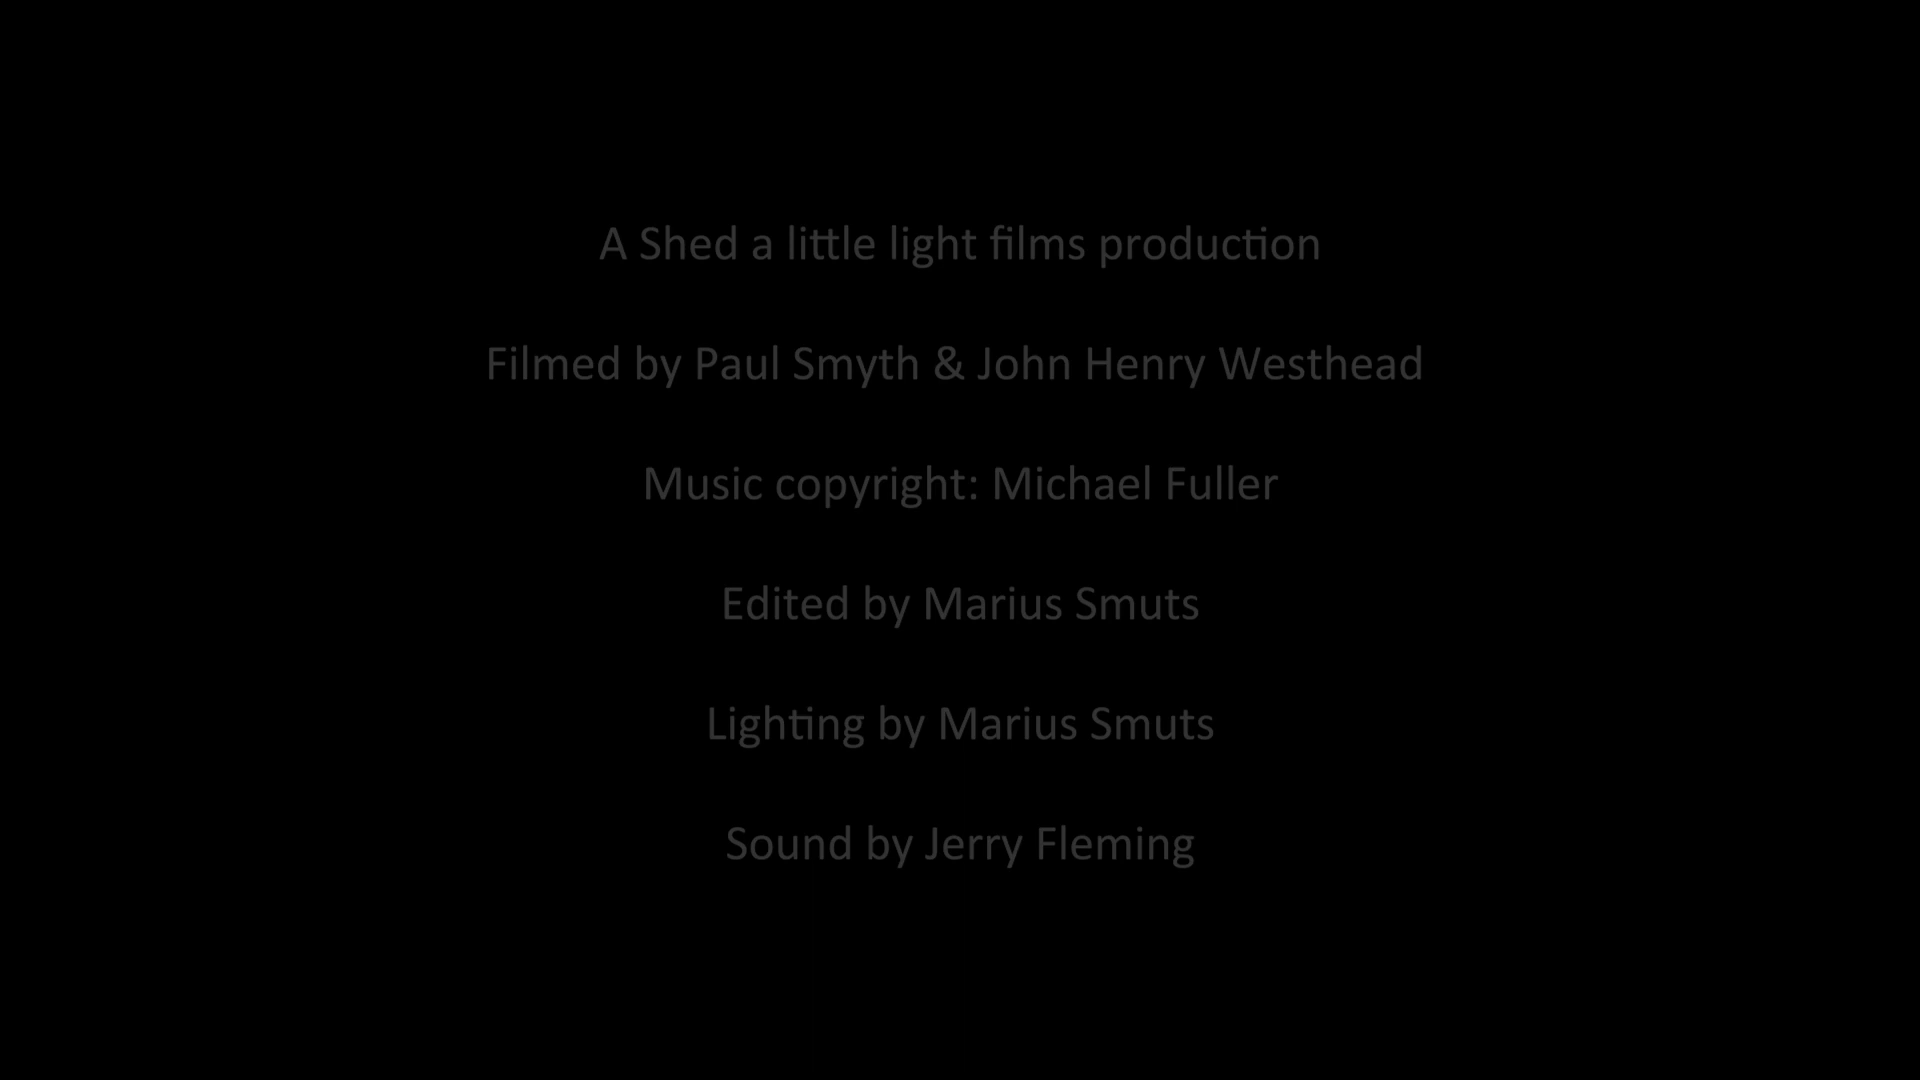 A Shed a little light films production
Filmed by Paul Smyth & John Henry Westhead
Music copyright: Michael Fuller
Edited by Marius Smuts
Lighting by Marius Smuts
Sound by Jerry Fleming